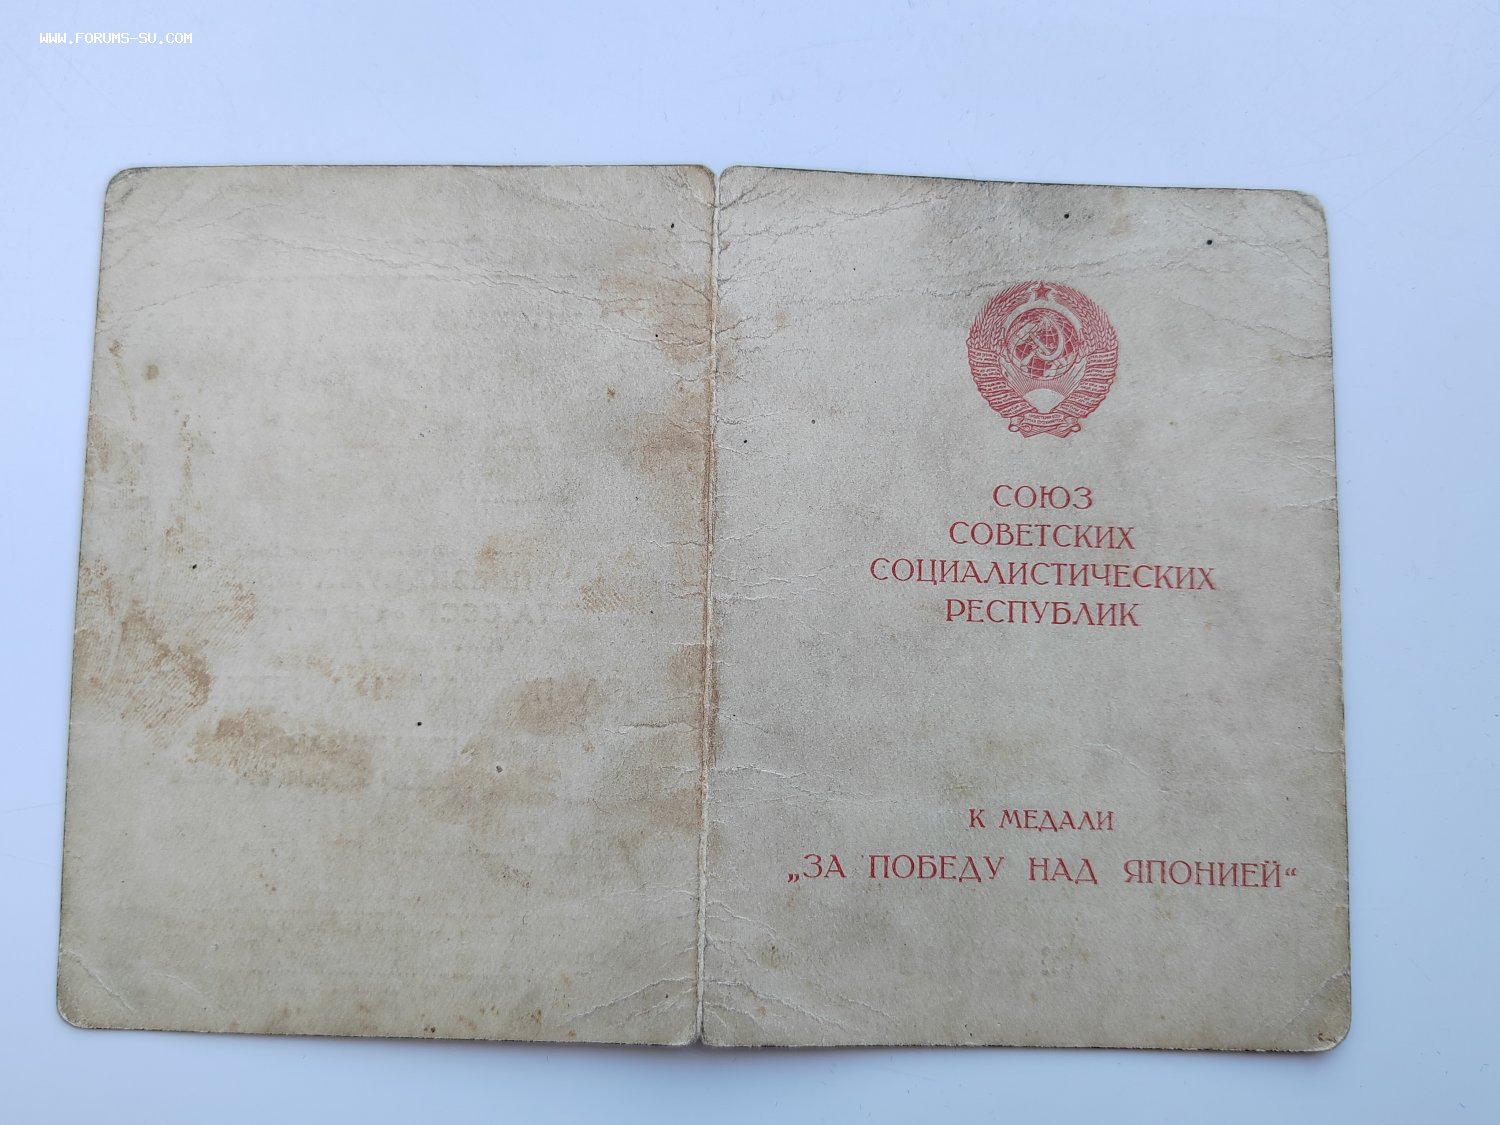 WWW.FORUMS-SU.COM
СОЮЗ
СОВЕТСКИХ
СОЦИАЛИСТИЧЕСКИХ
РЕСПУБЛИК
К МЕДАЛИ
„ЗА ПОБЕДУ НАД ЯПОНИЕЙ“